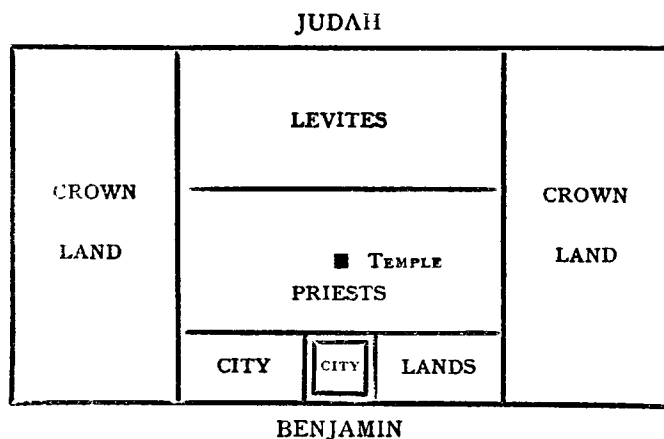 JUDAH
LEVITES
CROWN
LAND
CROWN
LAND
TEMPLE
PRIESTS
CITY
CITY
LANDS
BENJAMIN